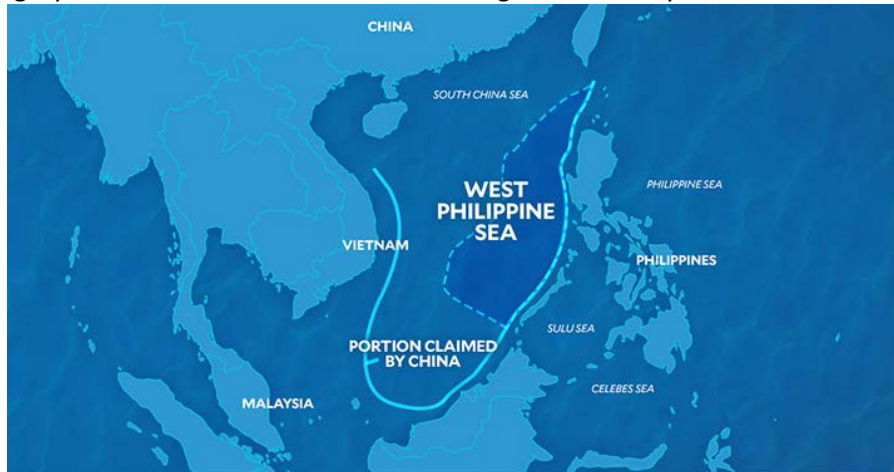 CHINA
SOUTH CHINA SEA
WEST
PHILIPPINE
SEA
PHILIPPINE SEA
VIETNAM
PHILIPPINES
SULU SEA
PORTION CLAIMED
BY CHINA
CELEBES SEA
MALAYSIA